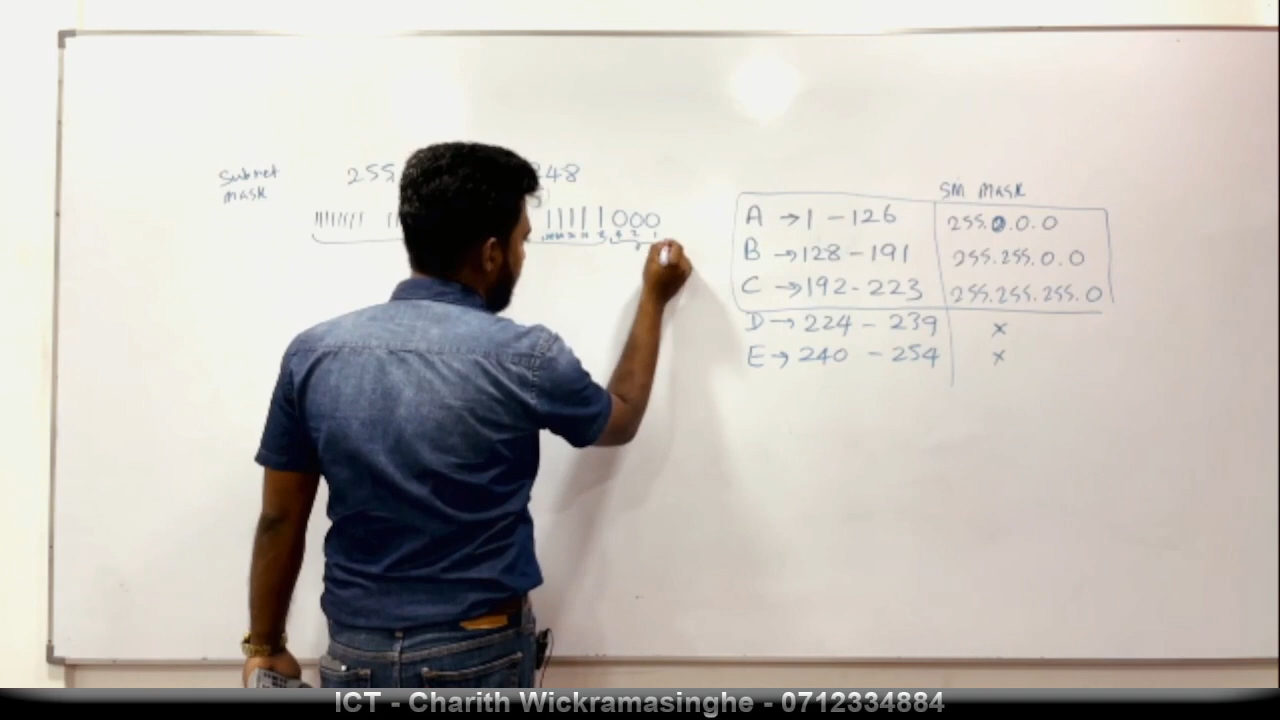 Subnet 255. 248
mask
11111000
SN MASK
A → 1 - 126 255.0.0.0
B → 128 - 191 255.255.0.0
C → 192 - 223 255.255.255.0
D → 224 - 239 x
E → 240 - 254 x
ICT - Charith Wickramasinghe - 0712334884